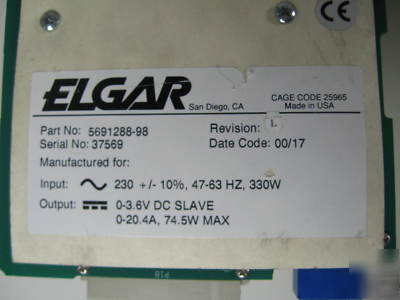 CE
ELGAR
San Diego, CA
CAGE CODE 25965
Made in USA
Part No: 5691288-98
Revision: L
Serial No: 37569
Date Code: 00/17
Manufactured for:
Input: 230 +/- 10%, 47-63 HZ, 330W
Output: 0-3.6V DC SLAVE
0-20.4A, 74.5W MAX
P18